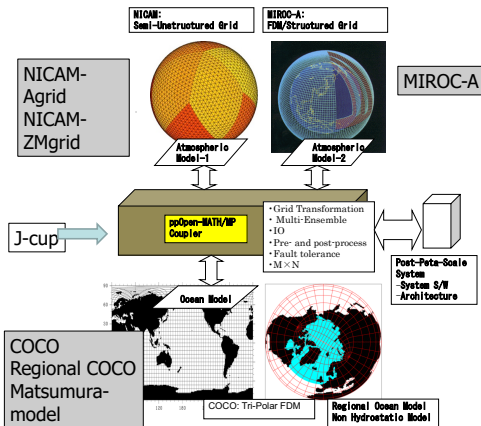 NICAM:
Semi-Unstructured Grid
MIROC-A:
FDM/Structured Grid
NICAM-
Agrid
NICAM-
ZMgrid
MIROC-A
Atmospheric
Model-1
Atmospheric
Model-2
J-cup
ppOpen-MATH/MP
Coupler
・Grid Transformation
・Multi-Ensemble
・IO
・Pre- and post-process
・Fault tolerance
・M×N
Post-Peta-Scale
System
-System S/W
-Architecture
Ocean Model
COCO
Regional COCO
Matsumura-
model
COCO: Tri-Polar FDM
Regional Ocean Model
Non Hydrostatic Model